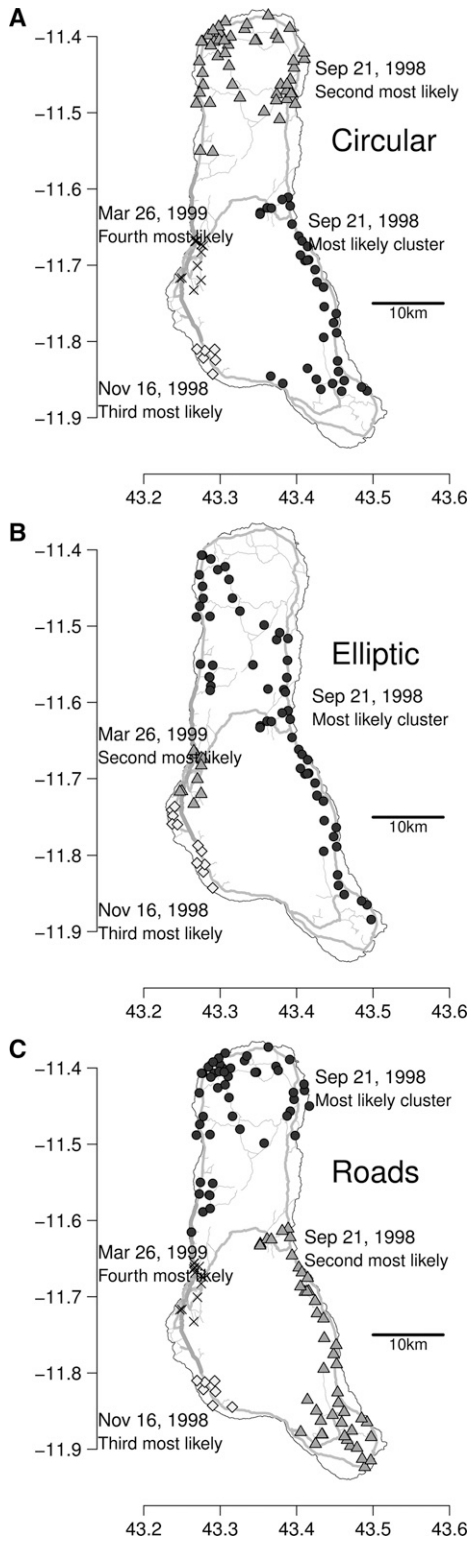 A
−11.4
Sep 21, 1998
Second most likely
−11.5
Circular
−11.6
Mar 26, 1999
Fourth most likely
Sep 21, 1998
Most likely cluster
−11.7
10km
−11.8
Nov 16, 1998
Third most likely
−11.9
43.2 43.3 43.4 43.5 43.6
B
−11.4
−11.5
Elliptic
−11.6
Sep 21, 1998
Most likely cluster
Mar 26, 1999
Second most likely
−11.7
10km
−11.8
Nov 16, 1998
Third most likely
−11.9
43.2 43.3 43.4 43.5 43.6
C
−11.4
Sep 21, 1998
Most likely cluster
−11.5
Roads
−11.6
Mar 26, 1999
Fourth most likely
Sep 21, 1998
Second most likely
−11.7
10km
−11.8
Nov 16, 1998
Third most likely
−11.9
43.2 43.3 43.4 43.5 43.6